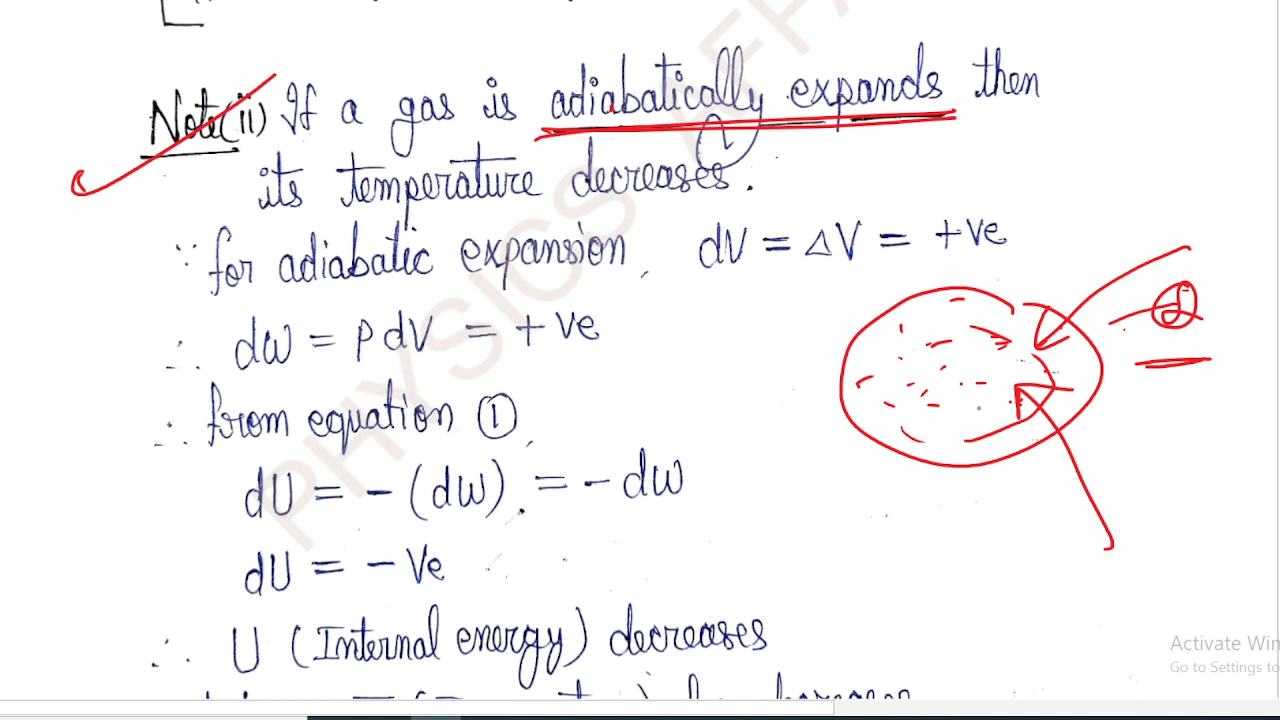 Note(ii) If a gas is adiabatically expands then
its temperature decreases.
∵ for adiabatic expansion, dV = ΔV = +ve
∴ dw = PdV = +ve
∴ from equation ①,
dU = -(dw) = -dw
dU = -Ve
∴ U (Internal energy) decreases
PHYSICS
Activate Win
Go to Settings to